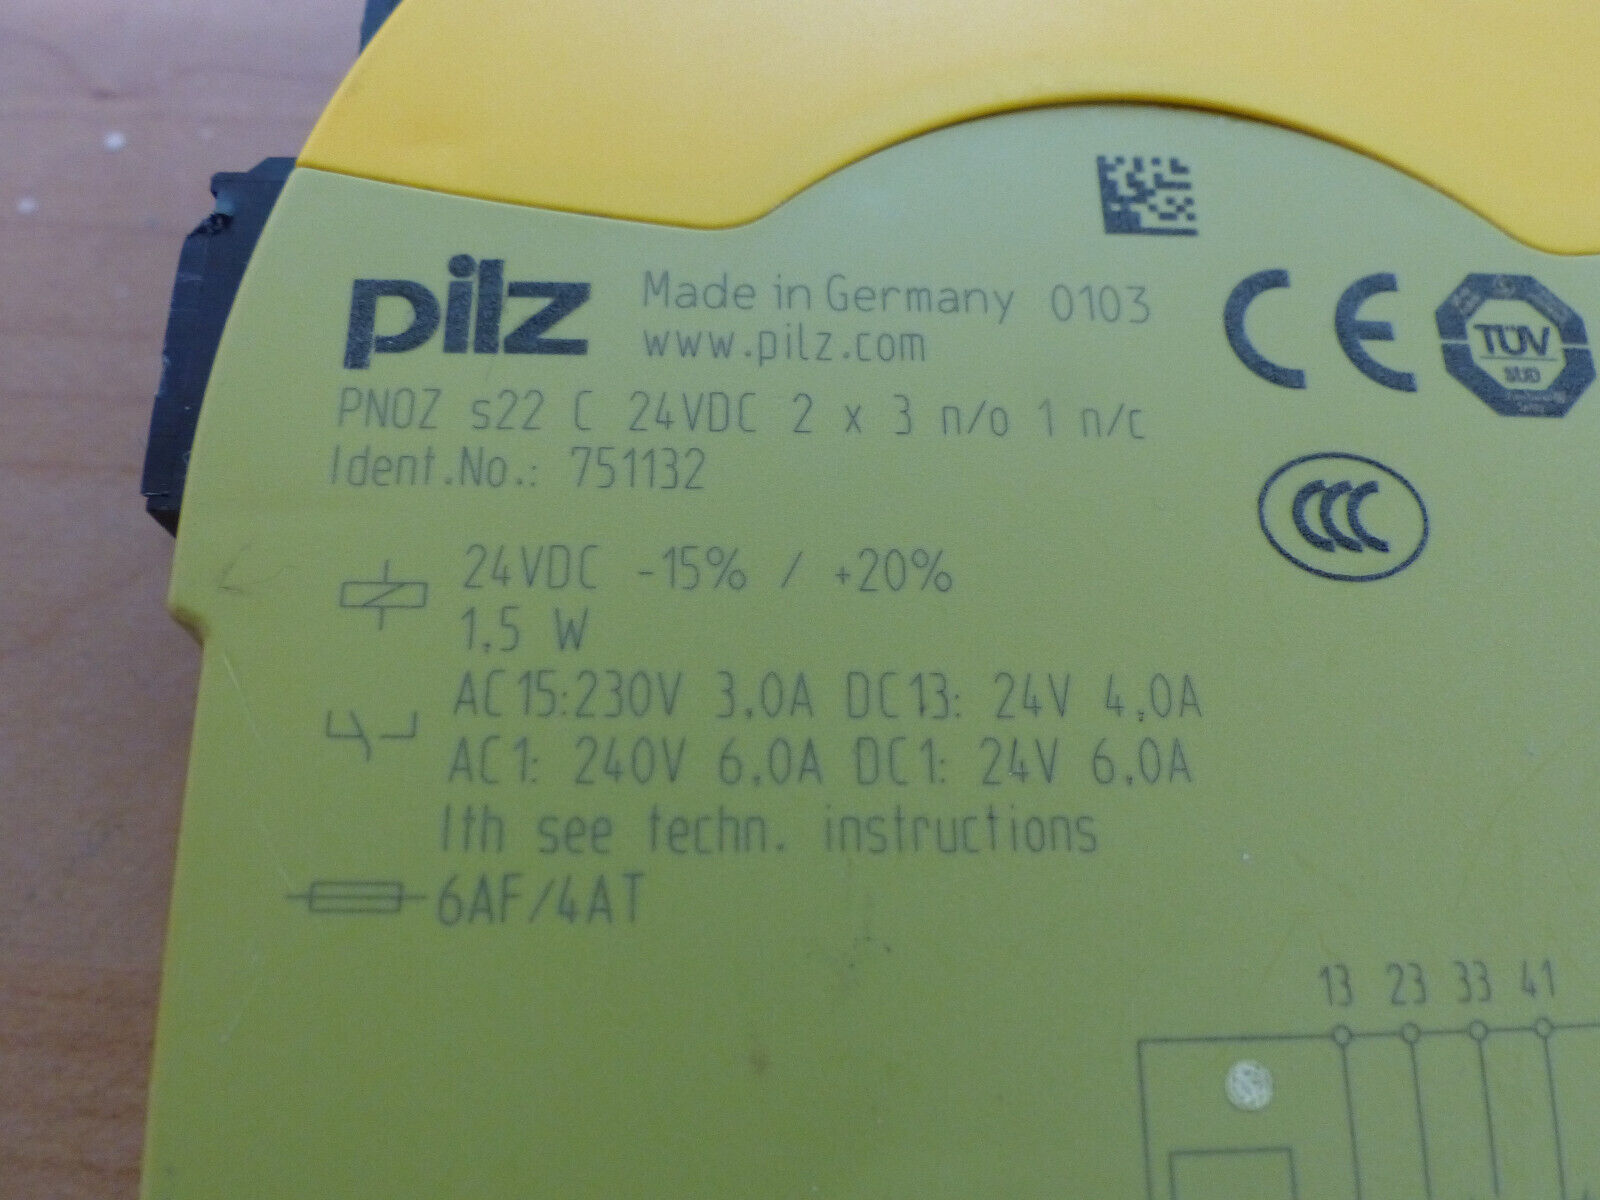 pilz Made in Germany 0103
www.pilz.com
CE
TÜV
SÜD
PNOZ s22 C 24VDC 2 x 3 n/o 1 n/c
Ident.No.: 751132
CCC
24VDC -15% / +20%
1,5 W
AC15:230V 3,0A DC13: 24V 4,0A
AC1: 240V 6,0A DC1: 24V 6,0A
Ith see techn. instructions
6AF/4AT
13 23 33 41